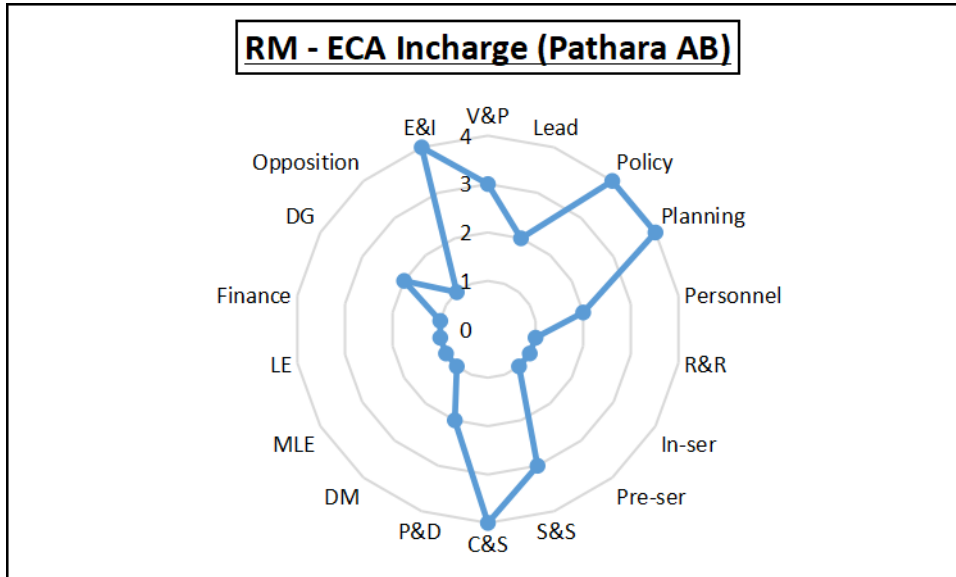 RM - ECA Incharge (Pathara AB)
V&P
Lead
Policy
Planning
Personnel
R&R
In-ser
Pre-ser
S&S
C&S
P&D
DM
MLE
LE
Finance
DG
Opposition
E&I
4
3
2
1
0